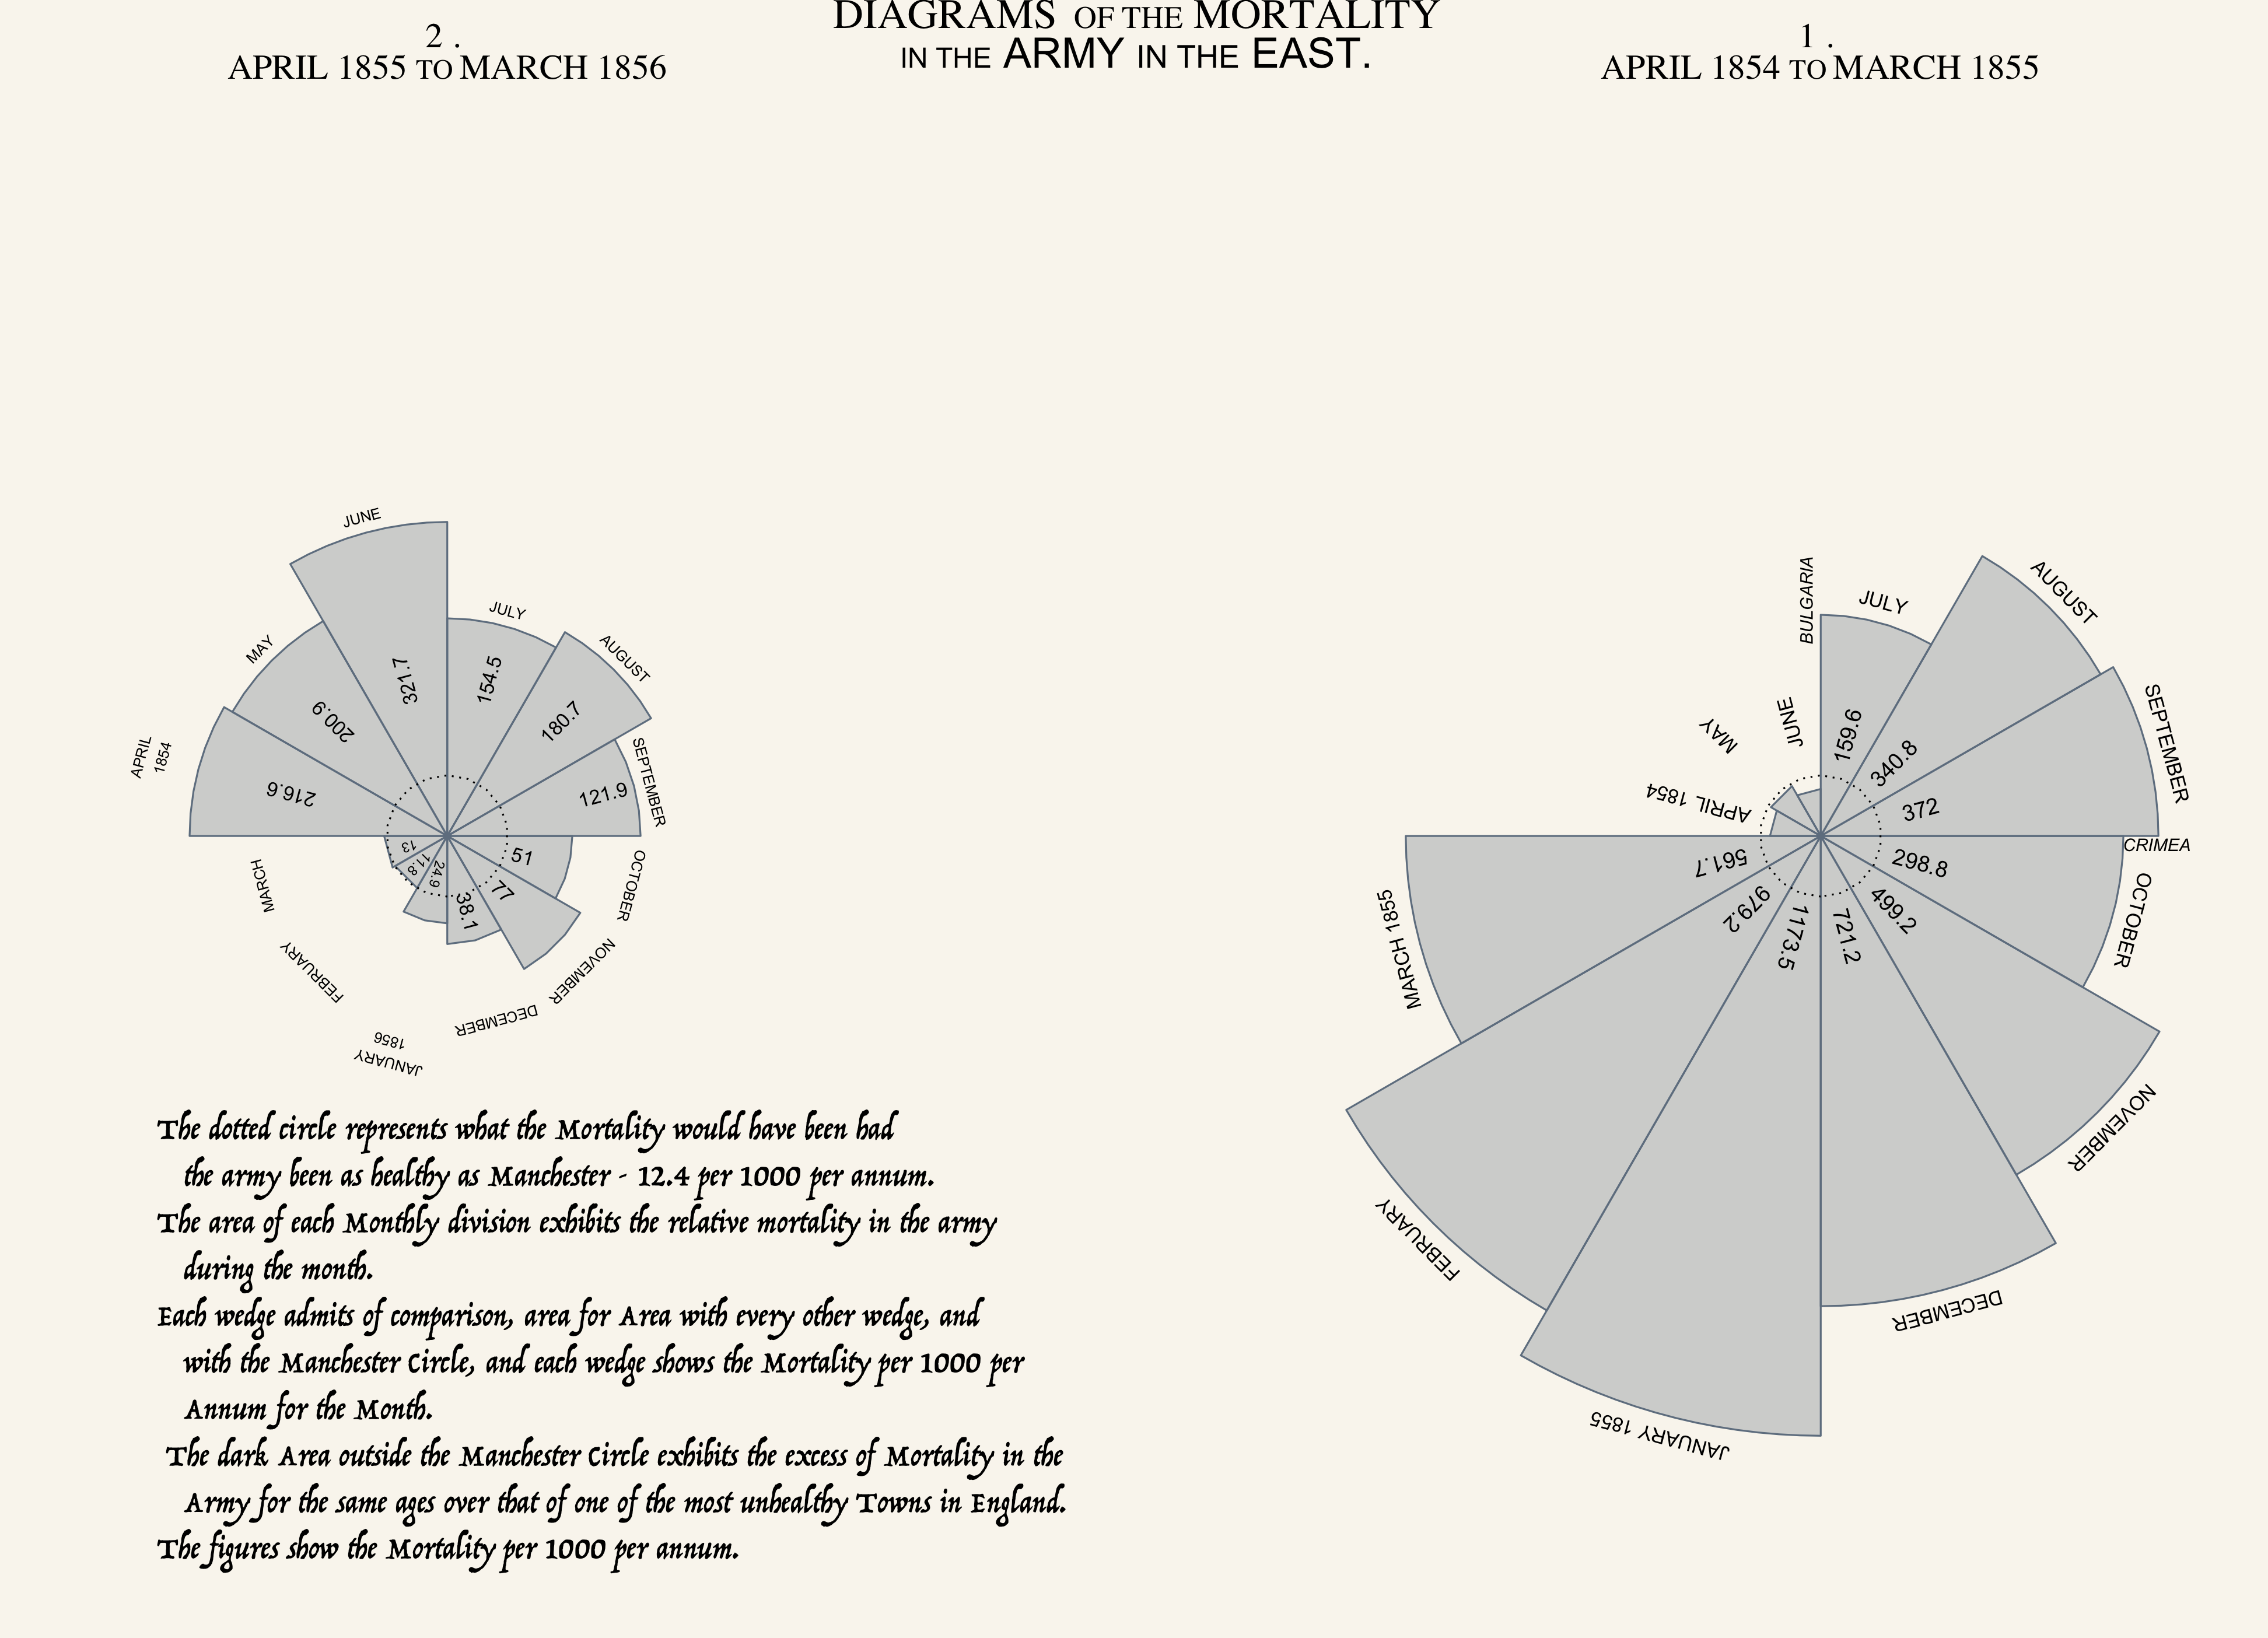 DIAGRAMS OF THE MORTALITY
IN THE ARMY IN THE EAST.
2 .
APRIL 1855 TO MARCH 1856
1 .
APRIL 1854 TO MARCH 1855
APRIL
1854
MAY
JUNE
JULY
AUGUST
SEPTEMBER
OCTOBER
NOVEMBER
DECEMBER
JANUARY
1856
FEBRUARY
MARCH
216.6
200.9
321.7
154.5
180.7
121.9
51
77
38.1
24.9
11.8
13
APRIL 1854
MAY
JUNE
BULGARIA
JULY
AUGUST
SEPTEMBER
CRIMEA
OCTOBER
NOVEMBER
DECEMBER
JANUARY 1855
FEBRUARY
MARCH 1855
159.6
340.8
372
298.8
499.2
721.2
1173.5
979.2
561.7
The dotted circle represents what the Mortality would have been had
the army been as healthy as Manchester - 12.4 per 1000 per annum.
The area of each Monthly division exhibits the relative mortality in the army
during the month.
Each wedge admits of comparison, area for Area with every other wedge, and
with the Manchester Circle, and each wedge shows the Mortality per 1000 per
Annum for the Month.
The dark Area outside the Manchester Circle exhibits the excess of Mortality in the
Army for the same ages over that of one of the most unhealthy Towns in England.
The figures show the Mortality per 1000 per annum.